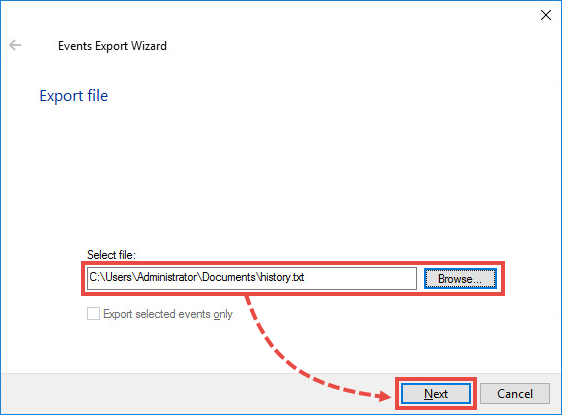 Events Export Wizard
Export file
Select file:
C:\Users\Administrator\Documents\history.txt
Browse...
Export selected events only
Next
Cancel